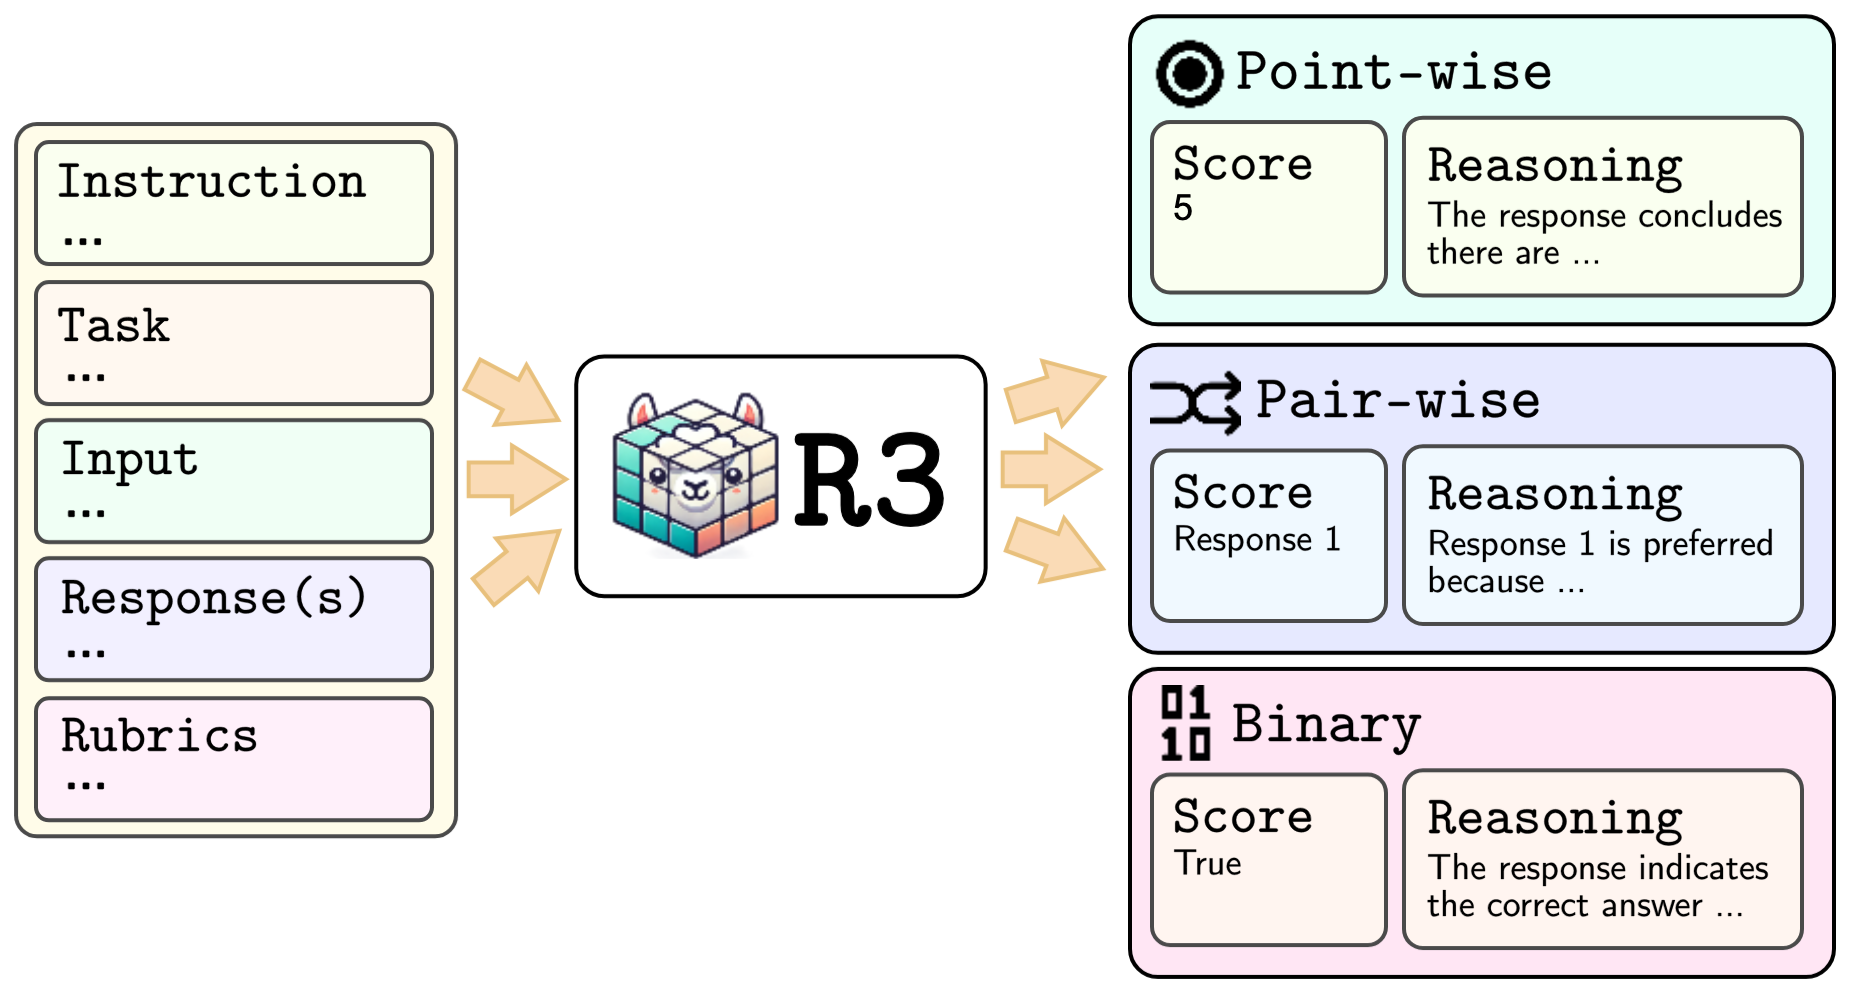 Instruction
...
Task
...
Input
...
Response(s)
...
Rubrics
...
R3
Point-wise
Score
5
Reasoning
The response concludes
there are ...
Pair-wise
Score
Response 1
Reasoning
Response 1 is preferred
because ...
01
10
Binary
Score
True
Reasoning
The response indicates
the correct answer ...